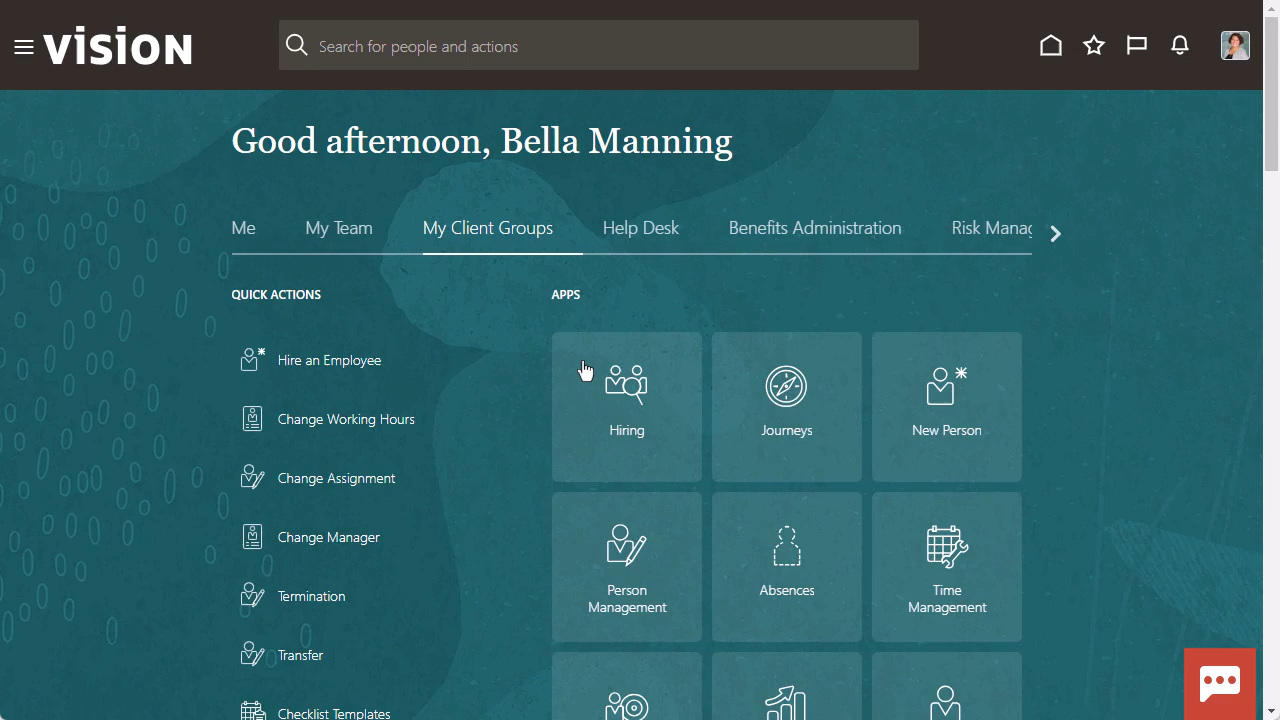 vision
Search for people and actions
Good afternoon, Bella Manning
Me
My Team
My Client Groups
Help Desk
Benefits Administration
Risk Manag
QUICK ACTIONS
APPS
Hire an Employee
Change Working Hours
Change Assignment
Change Manager
Termination
Transfer
Checklist Templates
Hiring
Journeys
New Person
Person
Management
Absences
Time
Management